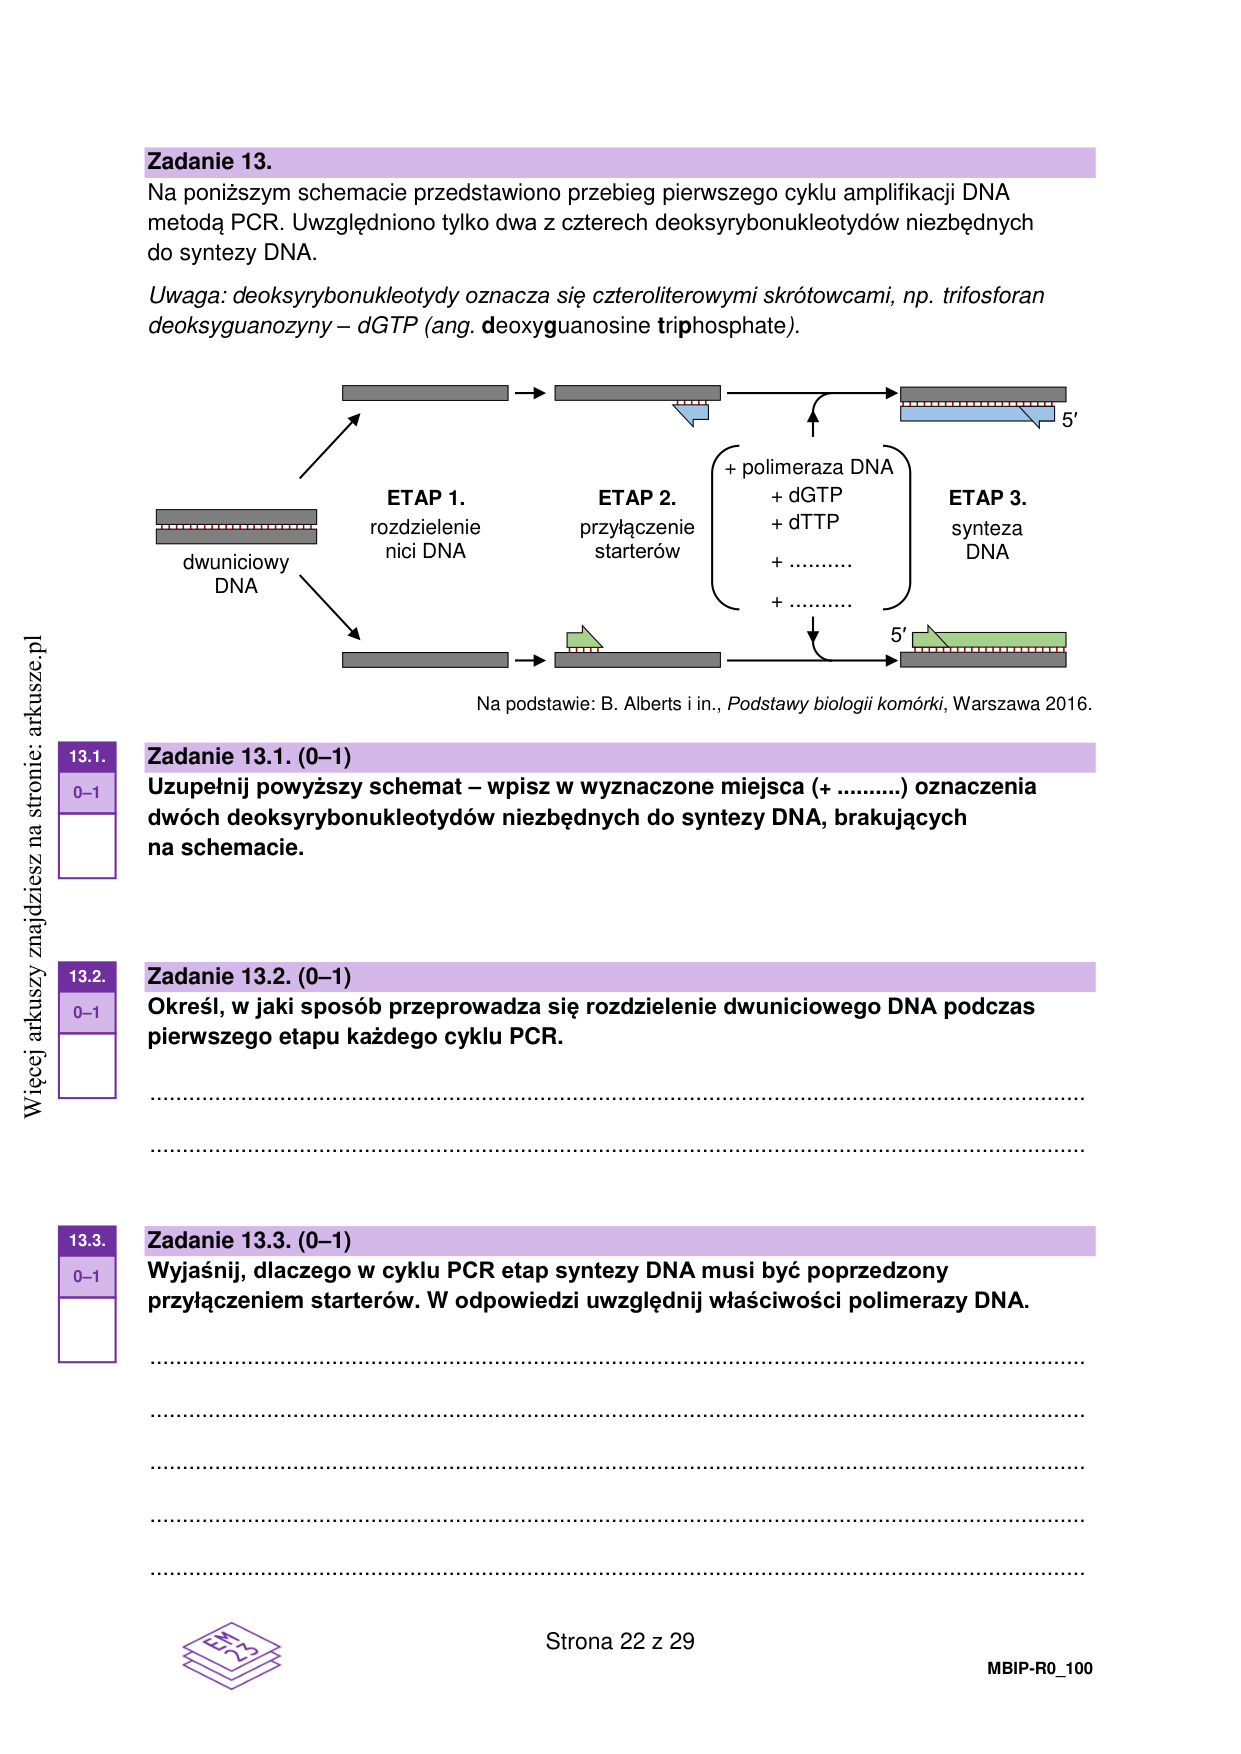 Zadanie 13.
Na poniższym schemacie przedstawiono przebieg pierwszego cyklu amplifikacji DNA
metodą PCR. Uwzględniono tylko dwa z czterech deoksyrybonukleotydów niezbędnych
do syntezy DNA.
Uwaga: deoksyrybonukleotydy oznacza się czteroliterowymi skrótowcami, np. trifosforan
deoksyguanozyny – dGTP (ang. deoxyguanosine triphosphate).
5′
+ polimeraza DNA
+ dGTP
+ dTTP
+ ..........
+ ..........
ETAP 1.
rozdzielenie
nici DNA
ETAP 2.
przyłączenie
starterów
ETAP 3.
synteza
DNA
dwuniciowy
DNA
5′
Na podstawie: B. Alberts i in., Podstawy biologii komórki, Warszawa 2016.
13.1.
0–1
Zadanie 13.1. (0–1)
Uzupełnij powyższy schemat – wpisz w wyznaczone miejsca (+ ..........) oznaczenia
dwóch deoksyrybonukleotydów niezbędnych do syntezy DNA, brakujących
na schemacie.
13.2.
0–1
Zadanie 13.2. (0–1)
Określ, w jaki sposób przeprowadza się rozdzielenie dwuniciowego DNA podczas
pierwszego etapu każdego cyklu PCR.
13.3.
0–1
Zadanie 13.3. (0–1)
Wyjaśnij, dlaczego w cyklu PCR etap syntezy DNA musi być poprzedzony
przyłączeniem starterów. W odpowiedzi uwzględnij właściwości polimerazy DNA.
Więcej arkuszy znajdziesz na stronie: arkusze.pl
EM
23
Strona 22 z 29
MBIP-R0_100